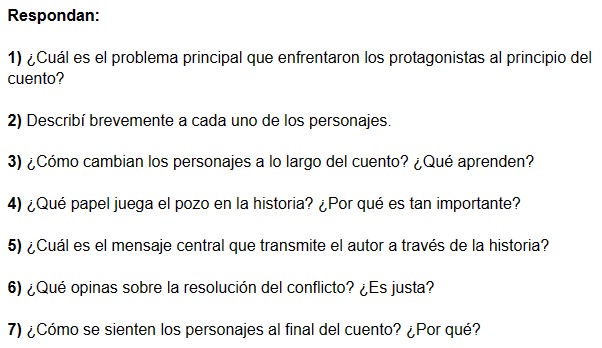 Respondan:
1) ¿Cuál es el problema principal que enfrentaron los protagonistas al principio del
cuento?
2) Describí brevemente a cada uno de los personajes.
3) ¿Cómo cambian los personajes a lo largo del cuento? ¿Qué aprenden?
4) ¿Qué papel juega el pozo en la historia? ¿Por qué es tan importante?
5) ¿Cuál es el mensaje central que transmite el autor a través de la historia?
6) ¿Qué opinas sobre la resolución del conflicto? ¿Es justa?
7) ¿Cómo se sienten los personajes al final del cuento? ¿Por qué?